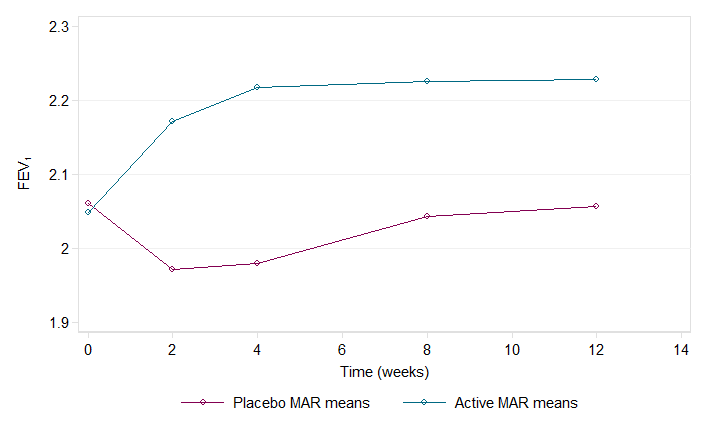 2.3
2.2
2.1
2
1.9
FEV₁
0 2 4 6 8 10 12 14
Time (weeks)
Placebo MAR means Active MAR means